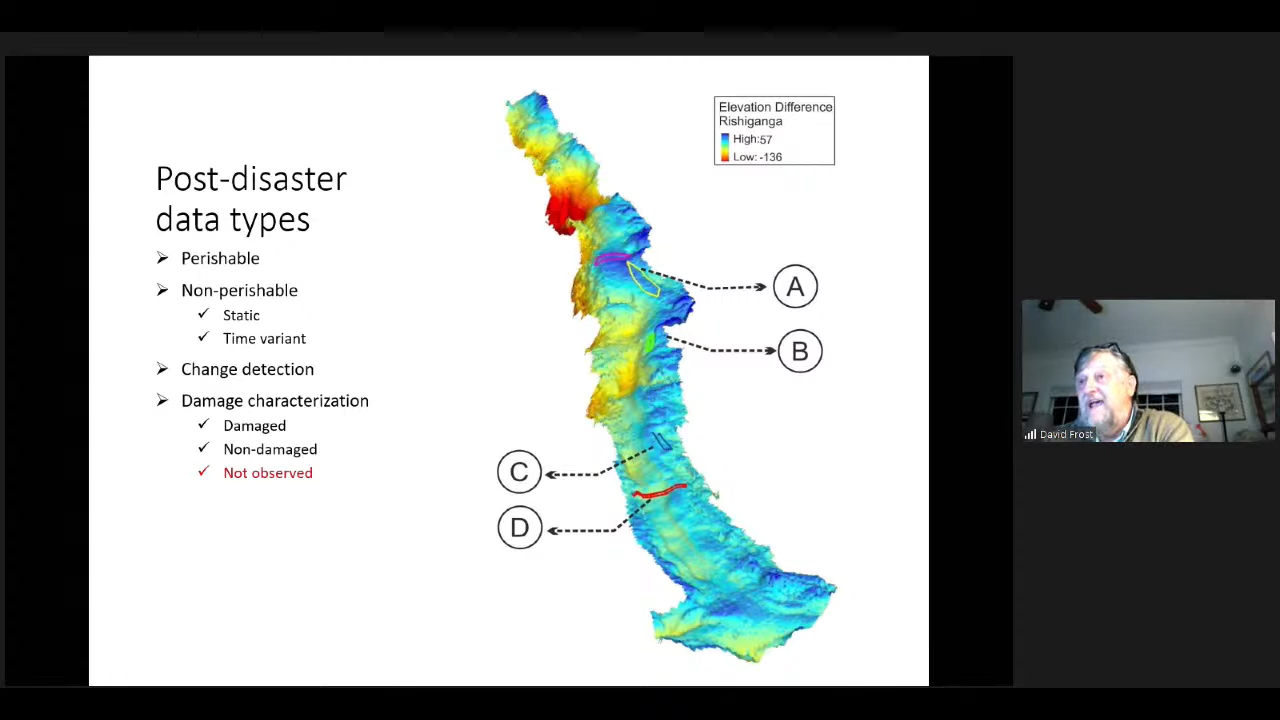 Post-disaster
data types
Perishable
Non-perishable
Static
Time variant
Change detection
Damage characterization
Damaged
Non-damaged
Not observed
Elevation Difference
Rishiganga
High:57
Low:-136
A
B
C
D
David Frost